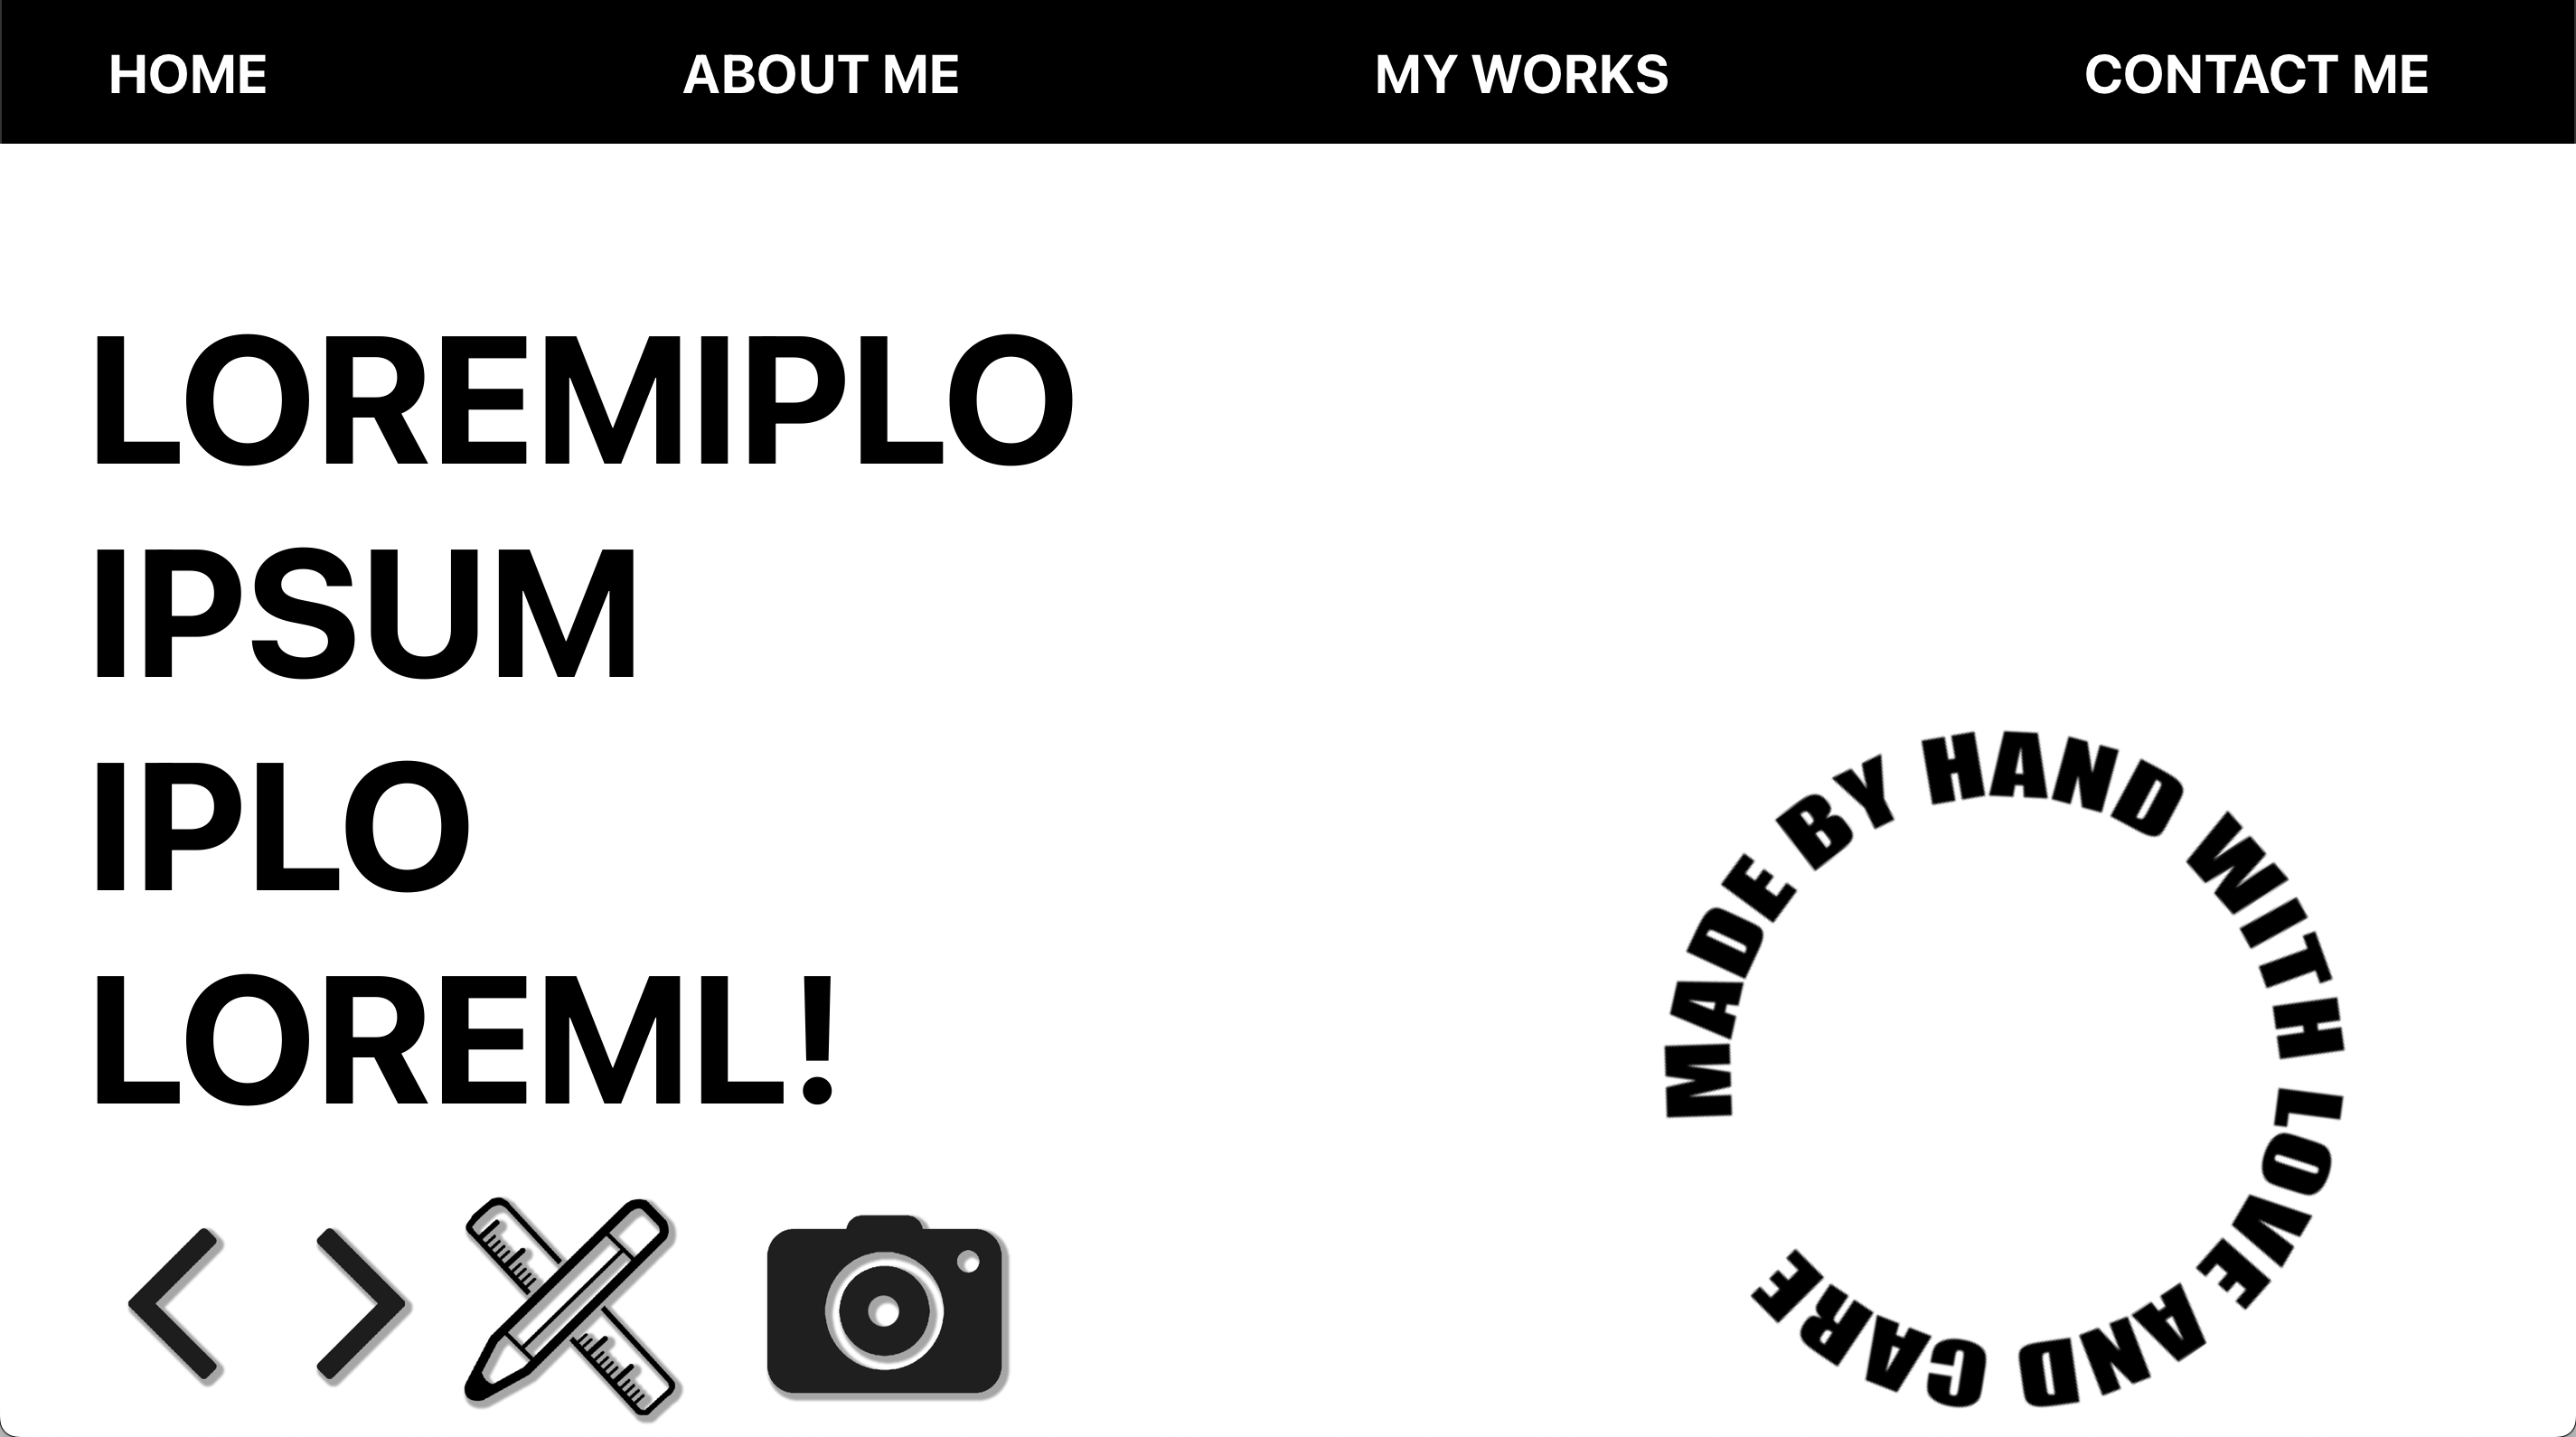 HOME
ABOUT ME
MY WORKS
CONTACT ME
LOREMIPLO
IPSUM
IPLO
LOREML!
MADE BY HAND WITH LOVE AND CARE